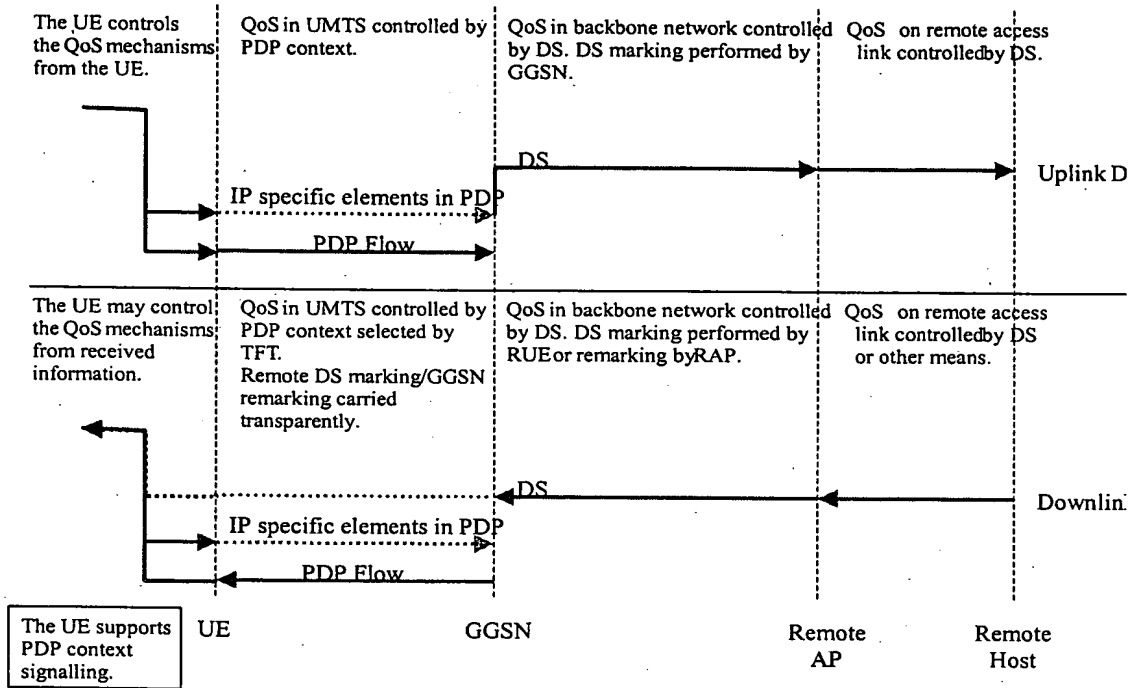 The UE controls
the QoS mechanisms
from the UE.
QoS in UMTS controlled by
PDP context.
QoS in backbone network controlled
by DS. DS marking performed by
GGSN.
QoS on remote access
link controlledby DS.
DS
Uplink D
IP specific elements in PDP
PDP Flow
The UE may control
the QoS mechanisms
from received
information.
QoS in UMTS controlled by
PDP context selected by
TFT.
Remote DS marking/GGSN
remarking carried
transparently.
QoS in backbone network controlled
by DS. DS marking performed by
RUE or remarking byRAP.
QoS on remote access
link controlledby DS
or other means.
DS
Downlin
IP specific elements in PDP
PDP Flow
The UE supports
PDP context
signalling.
UE
GGSN
Remote
AP
Remote
Host